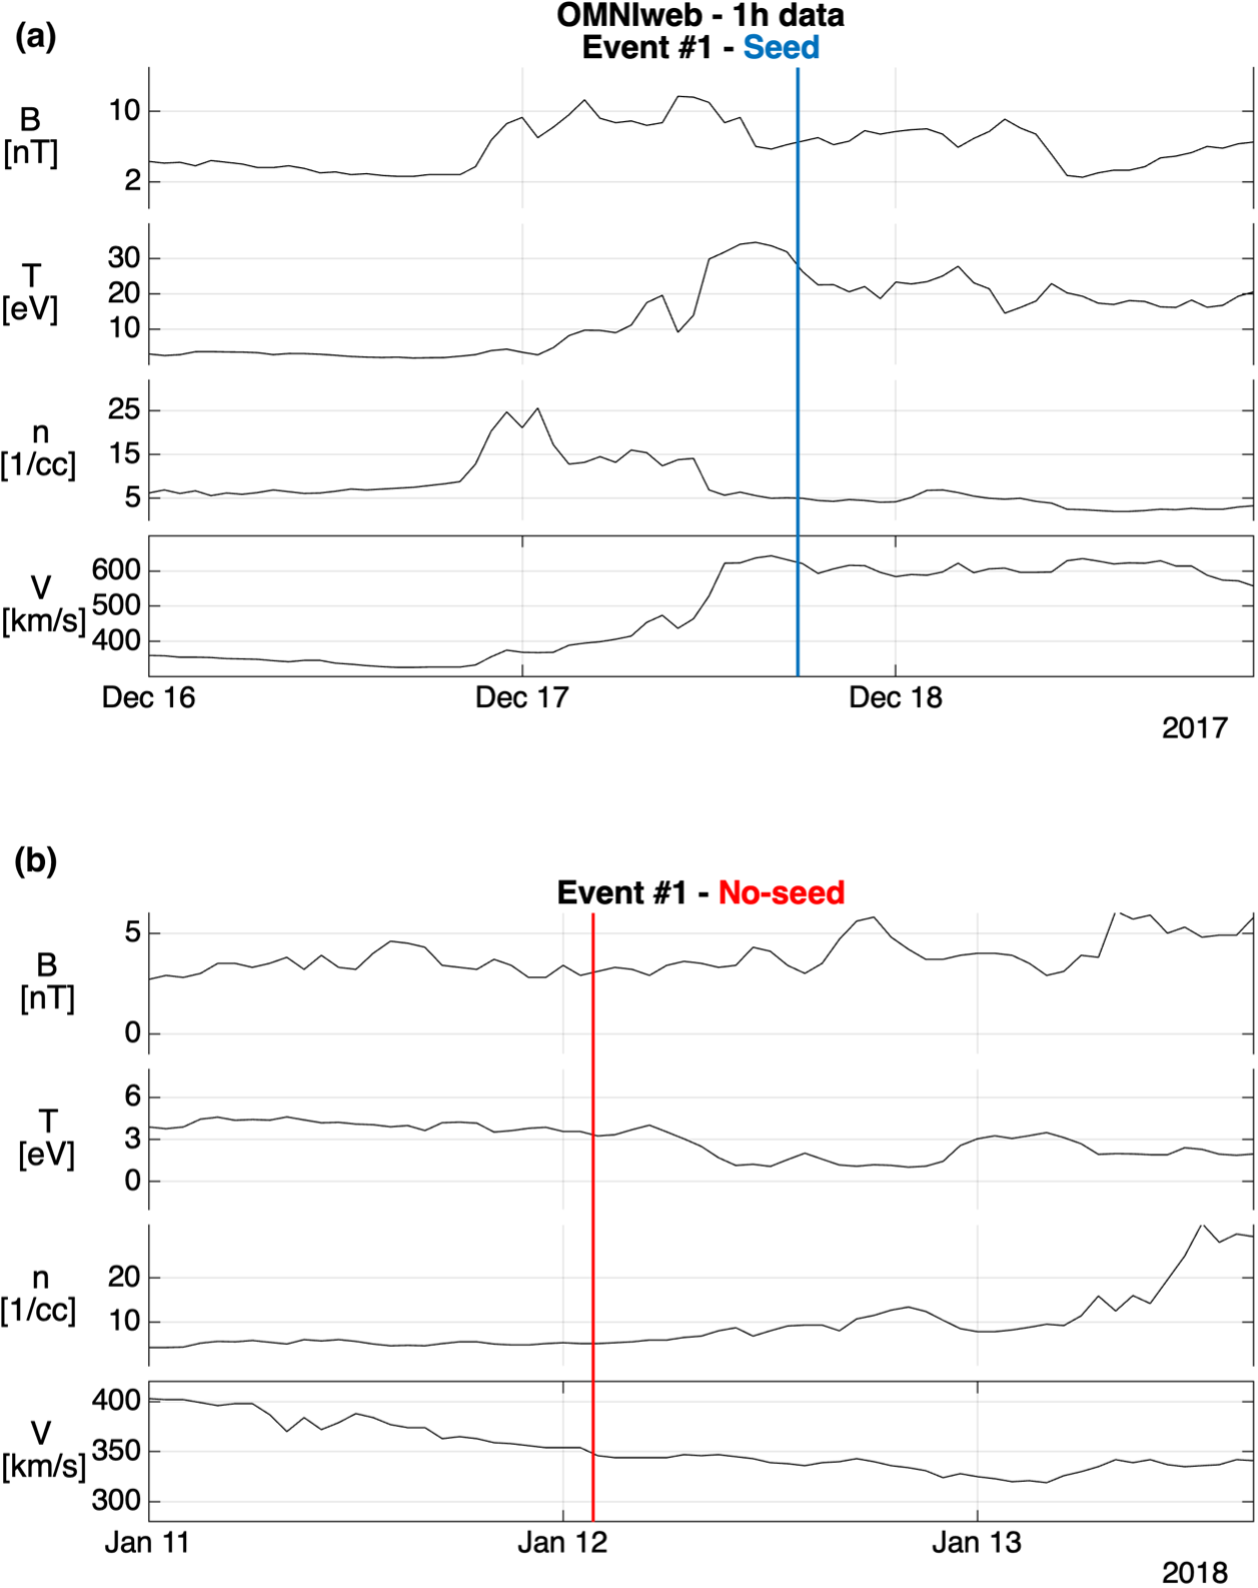 (a)
OMNIweb - 1h data
Event #1 - Seed
B
[nT]
10
2
T
[eV]
30
20
10
n
[1/cc]
25
15
5
V
[km/s]
600
500
400
Dec 16
Dec 17
Dec 18
2017
(b)
Event #1 - No-seed
B
[nT]
5
0
T
[eV]
6
3
0
n
[1/cc]
20
10
V
[km/s]
400
350
300
Jan 11
Jan 12
Jan 13
2018